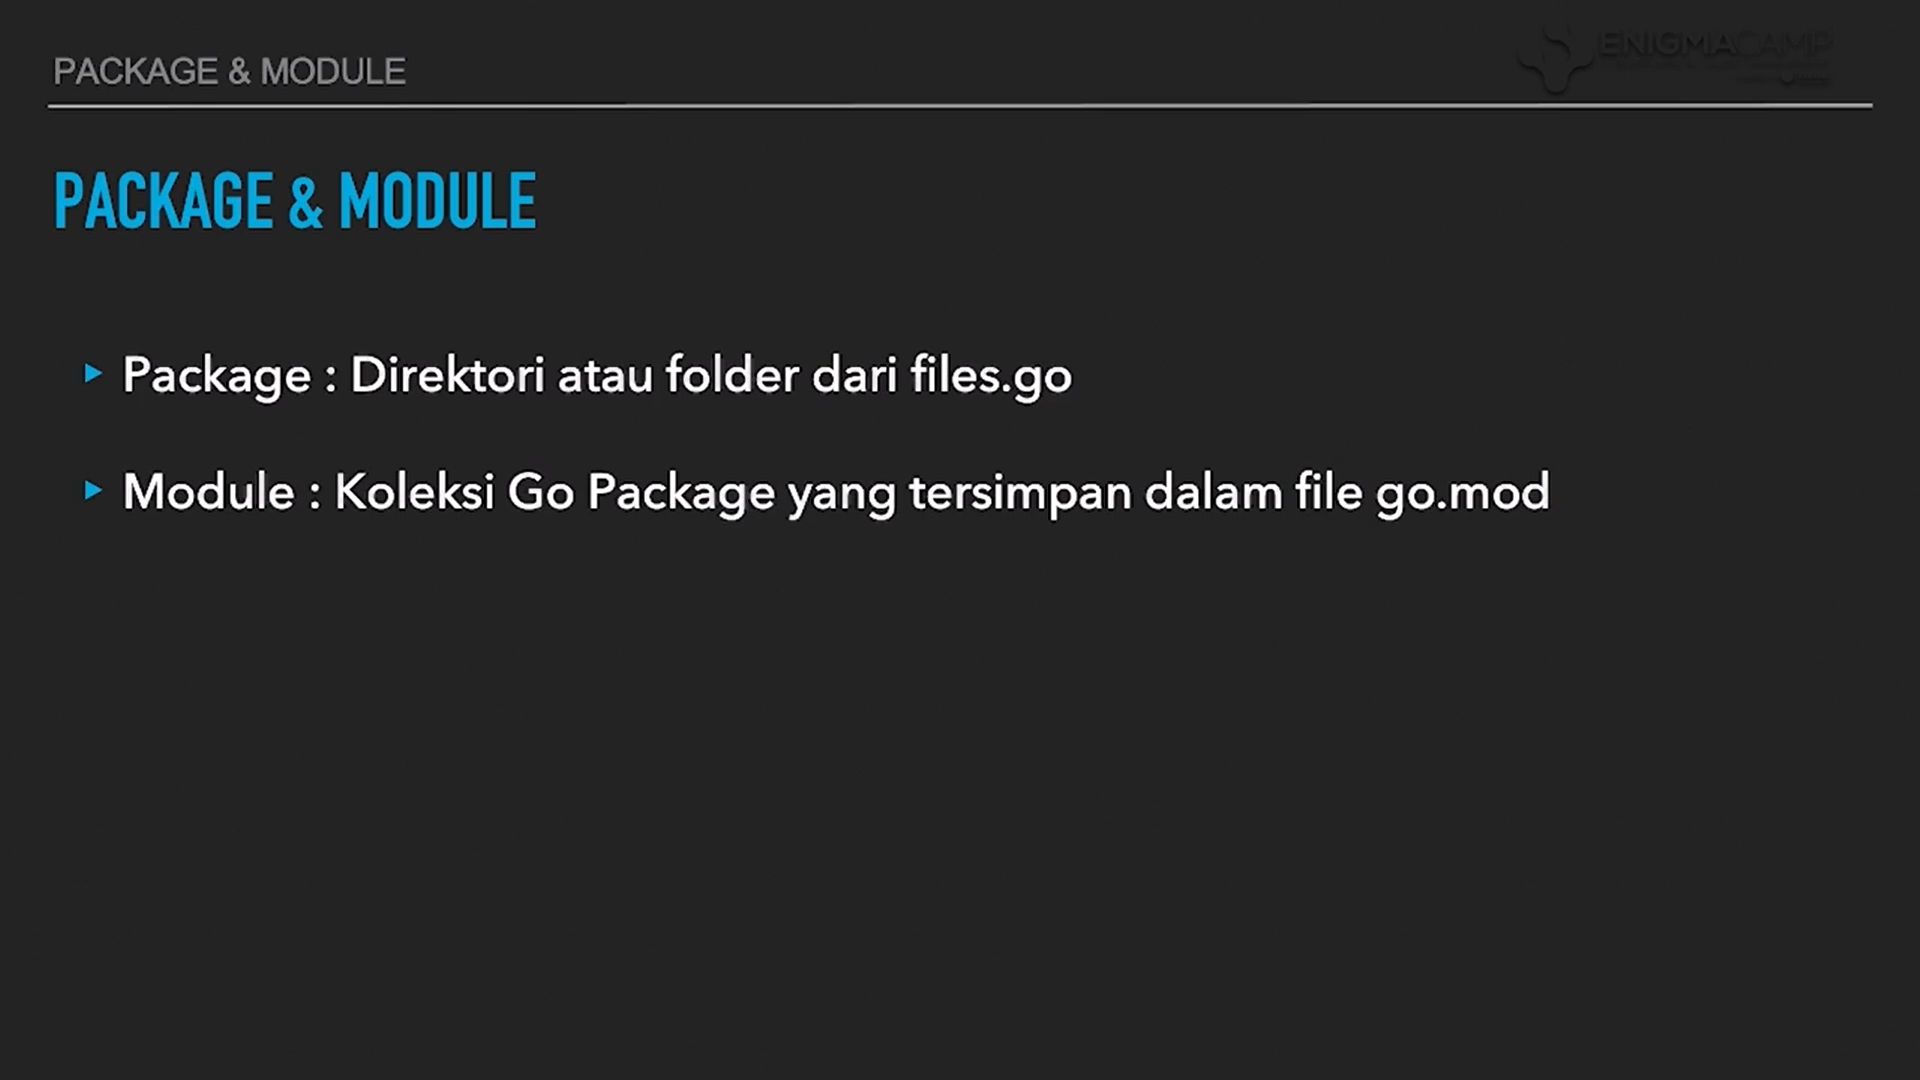 PACKAGE & MODULE
ENIGMACAMP
PACKAGE & MODULE
Package : Direktori atau folder dari files.go
Module : Koleksi Go Package yang tersimpan dalam file go.mod